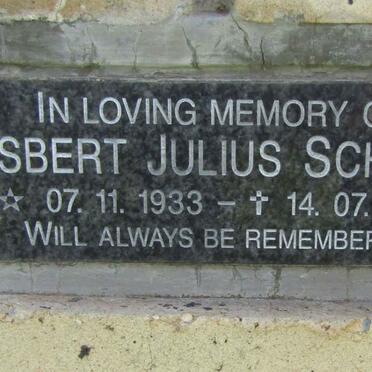 IN LOVING MEMORY
SBERT JULIUS SCH
☆ 07. 11. 1933 – ✝ 14. 07.
WILL ALWAYS BE REMEMBER